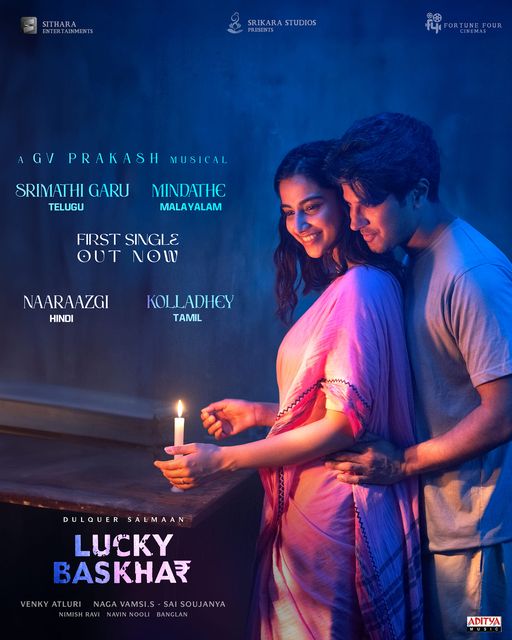 SITHARA
ENTERTAINMENTS
SRIKARA STUDIOS
PRESENTS
FORTUNE FOUR
CINEMAS
A GV PRAKASH MUSICAL
SRIMATHI GARU
TELUGU
MINDATHE
MALAYALAM
FIRST SINGLE
OUT NOW
NAARAAZGI
HINDI
KOLLADHEY
TAMIL
DULQUER SALMAAN
LUCKY
BASKHA₹
VENKY ATLURI NAGA VAMSI.S - SAI SOUJANYA
NIMISH RAVI NAVIN NOOLI BANGLAN
ADITYA
MUSIC